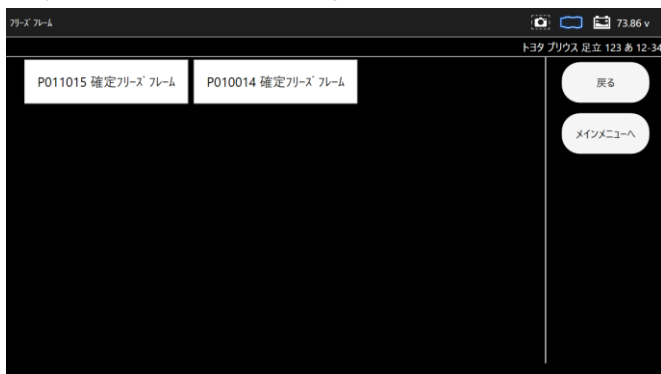 ﾌﾘｰｽﾞﾌﾚｰﾑ
73.86 v
トヨタ プリウス 足立 123 あ 12-34
P011015 確定ﾌﾘｰｽﾞﾌﾚｰﾑ
P010014 確定ﾌﾘｰｽﾞﾌﾚｰﾑ
戻る
メインメニューへ